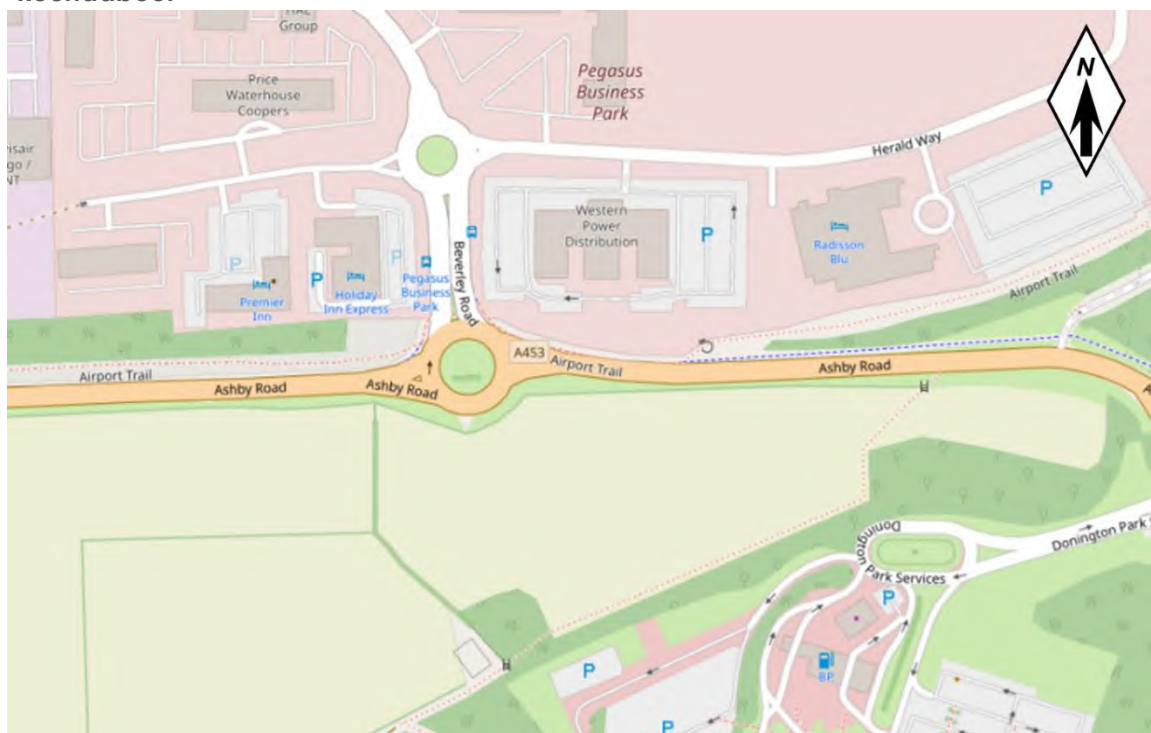 Group
Price
Waterhouse
Coopers
Pegasus
Business
Park
N
Herald Way
P
Western
Power
Distribution
P
Radisson
Blu
P
P
P
Premier
Inn
Holiday
Inn Express
Pegasus
Business
Park
Beverley Road
Airport Trail
A453
Airport Trail
Airport Trail
Ashby Road
Ashby Road
Ashby Road
Donington Park Services
Donington Park
P
BP
P
P